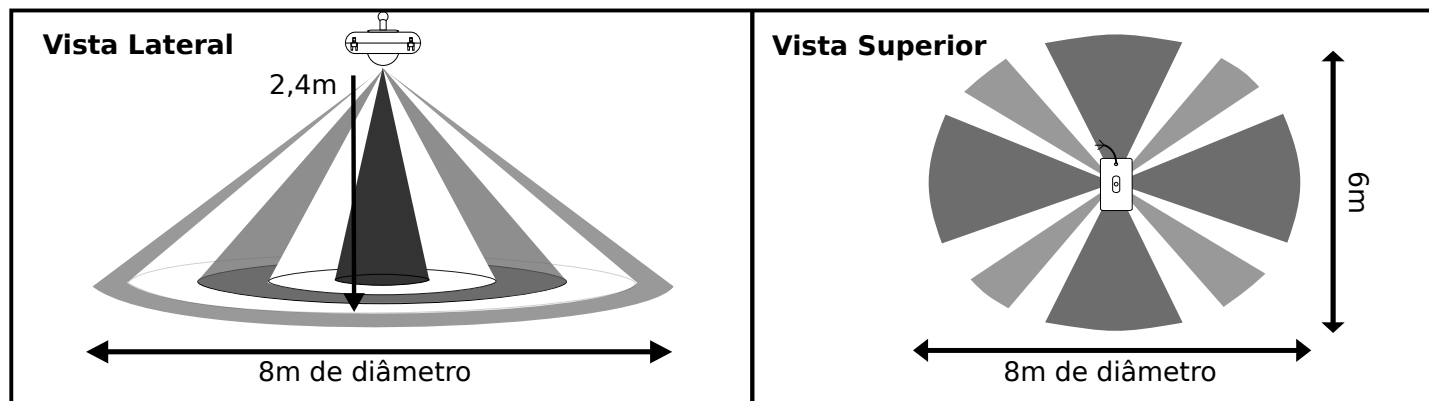 Vista Lateral
2,4m
8m de diâmetro
Vista Superior
6m
8m de diâmetro